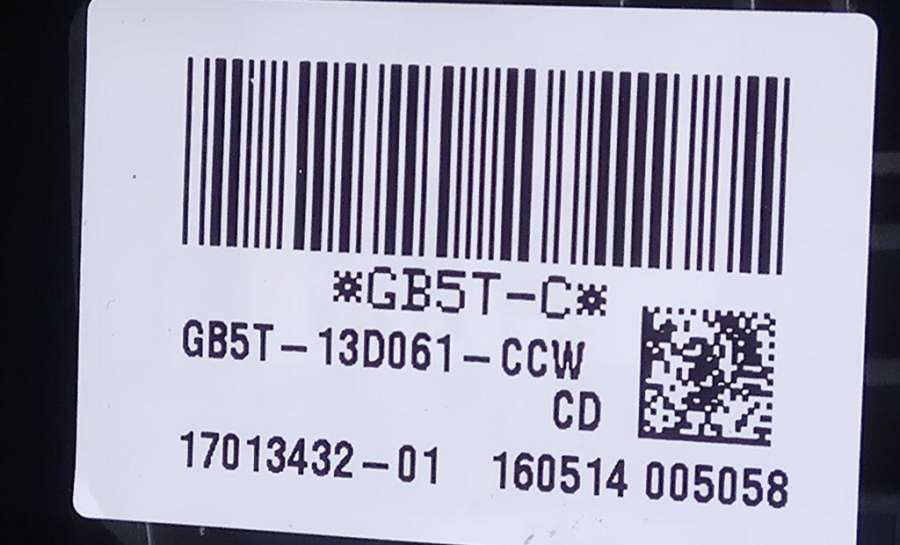 *GB5T-C*
GB5T-13D061-CCW
CD
17013432-01 160514 005058